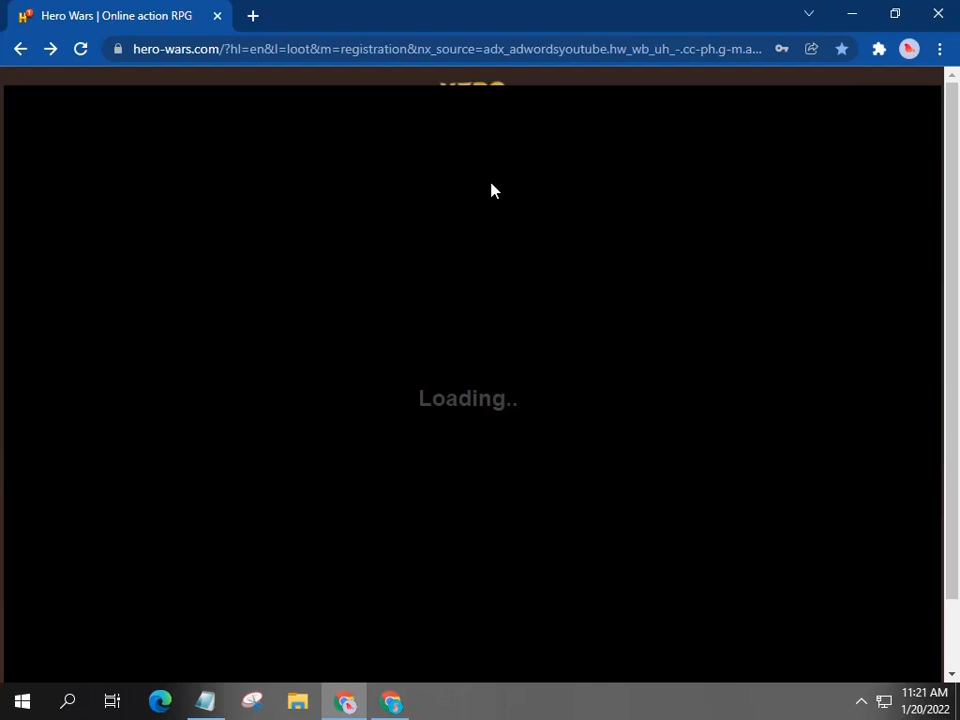 Hero Wars | Online action RPG
hero-wars.com/?hl=en&l=loot&m=registration&nx_source=adx_adwordsyoutube.hw_wb_uh_-.cc-ph.g-m.a...
Loading..
11:21 AM
1/20/2022